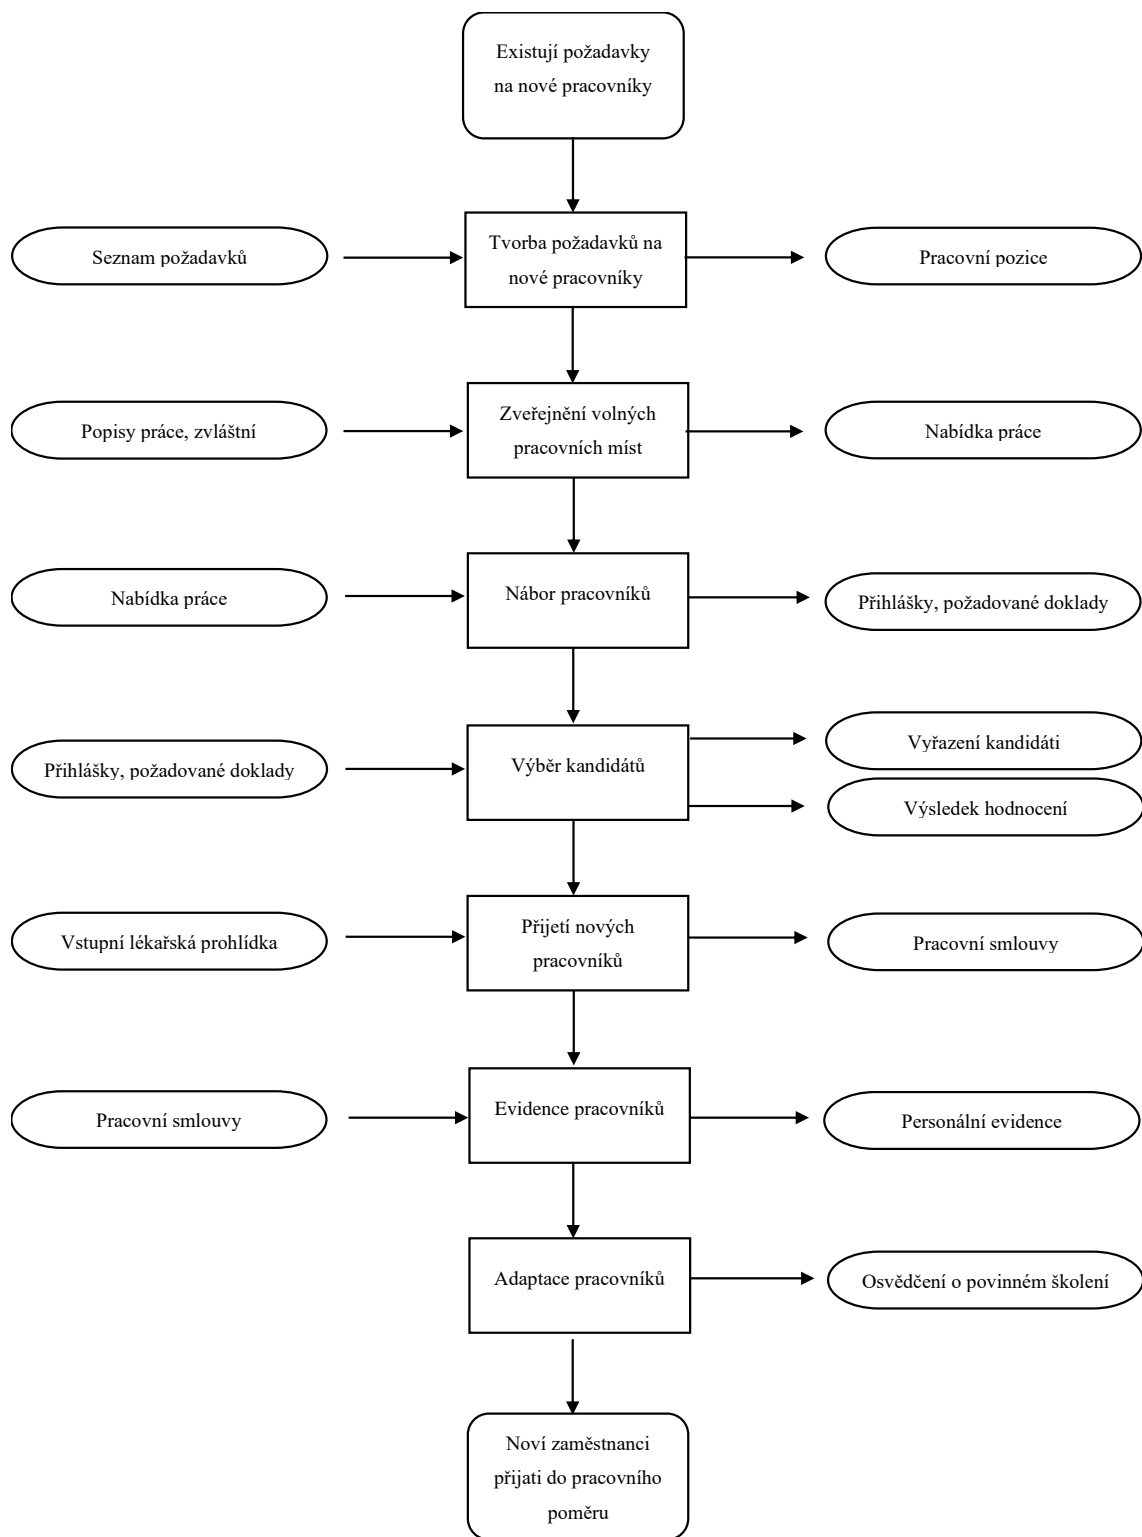 Existují požadavky
na nové pracovníky
Seznam požadavků
Tvorba požadavků na
nové pracovníky
Pracovní pozice
Popisy práce, zvláštní
Zveřejnění volných
pracovních míst
Nabídka práce
Nabídka práce
Nábor pracovníků
Přihlášky, požadované doklady
Přihlášky, požadované doklady
Výběr kandidátů
Vyřazení kandidáti
Výsledek hodnocení
Vstupní lékařská prohlídka
Přijetí nových
pracovníků
Pracovní smlouvy
Pracovní smlouvy
Evidence pracovníků
Personální evidence
Adaptace pracovníků
Osvědčení o povinném školení
Noví zaměstnanci
přijati do pracovního
poměru